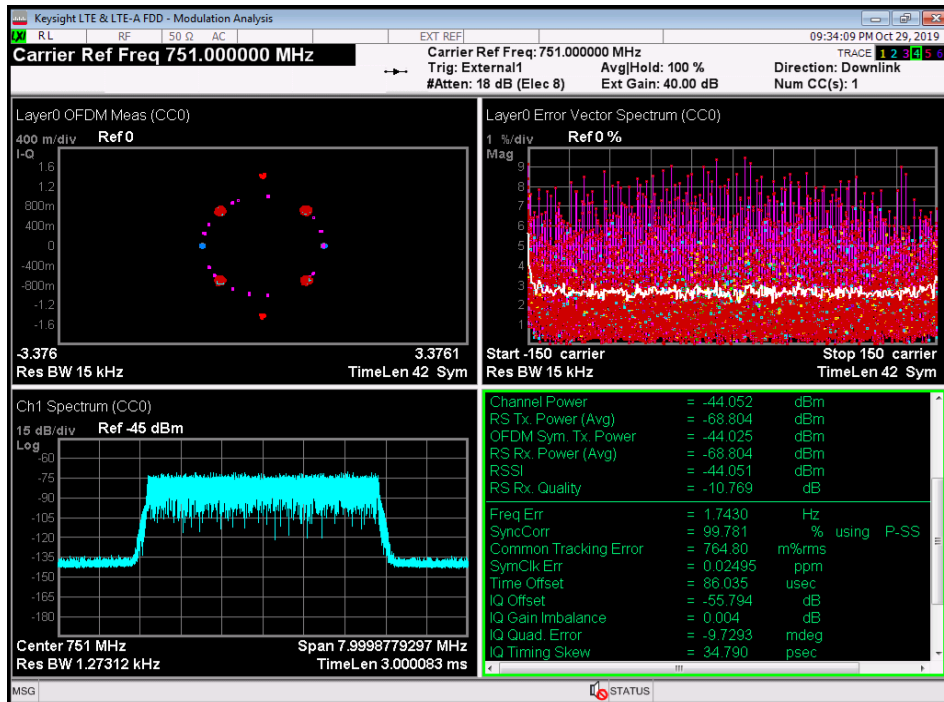 Keysight LTE & LTE-A FDD - Modulation Analysis
LXI RL RF 50 Ω AC EXT REF 09:34:09 PM Oct 29, 2019
Carrier Ref Freq 751.000000 MHz
Carrier Ref Freq: 751.000000 MHz
TRACE 1 2 3 4 5 6
Trig: External1 Avg|Hold: 100 % Direction: Downlink
#Atten: 18 dB (Elec 8) Ext Gain: 40.00 dB Num CC(s): 1
Layer0 OFDM Meas (CC0)
400 m/div Ref 0
I-Q
1.6
1.2
800m
400m
0
-400m
-800m
-1.2
-1.6
-3.376 3.3761
Res BW 15 kHz TimeLen 42 Sym
Layer0 Error Vector Spectrum (CC0)
1 %/div Ref 0 %
Mag
9
8
7
6
5
4
3
2
1
Start -150 carrier Stop 150 carrier
Res BW 15 kHz TimeLen 42 Sym
Ch1 Spectrum (CC0)
15 dB/div Ref -45 dBm
Log
-60
-75
-90
-105
-120
-135
-150
-165
-180
Center 751 MHz Span 7.9998779297 MHz
Res BW 1.27312 kHz TimeLen 3.000083 ms
Channel Power = -44.052 dBm
RS Tx. Power (Avg) = -68.804 dBm
OFDM Sym. Tx. Power = -44.025 dBm
RS Rx. Power (Avg) = -68.804 dBm
RSSI = -44.051 dBm
RS Rx. Quality = -10.769 dB
Freq Err = 1.7430 Hz
SyncCorr = 99.781 % using P-SS
Common Tracking Error = 764.80 m%rms
SymClk Err = 0.02495 ppm
Time Offset = 86.035 usec
IQ Offset = -55.794 dB
IQ Gain Imbalance = 0.004 dB
IQ Quad. Error = -9.7293 mdeg
IQ Timing Skew = 34.790 psec
MSG STATUS